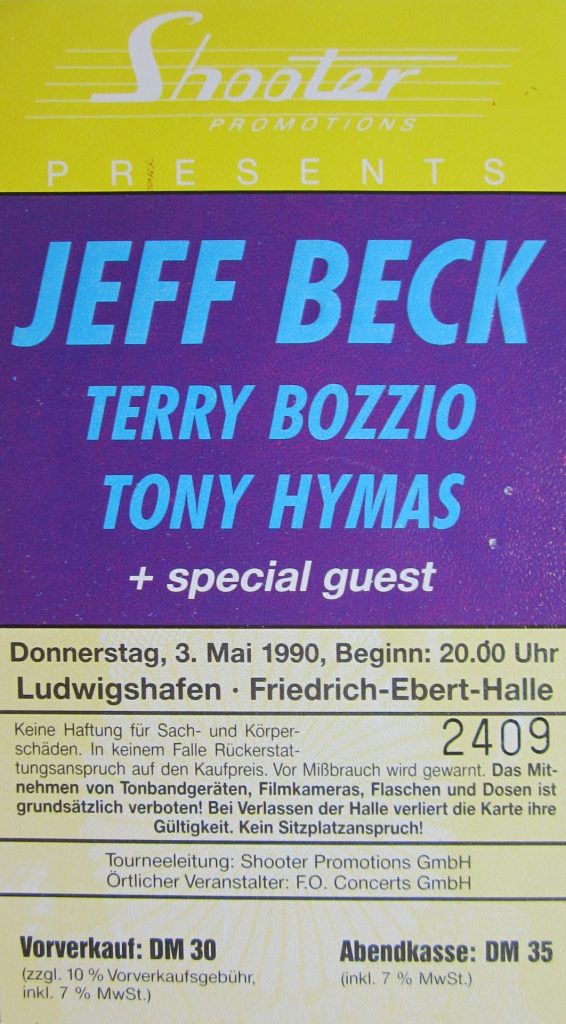 Shooter
PROMOTIONS
PRESENTS
JEFF BECK
TERRY BOZZIO
TONY HYMAS
+ special guest
Donnerstag, 3. Mai 1990, Beginn: 20.00 Uhr
Ludwigshafen · Friedrich-Ebert-Halle
2409
Keine Haftung für Sach- und Körper-
schäden. In keinem Falle Rückerstat-
tungsanspruch auf den Kaufpreis. Vor Mißbrauch wird gewarnt. Das Mit-
nehmen von Tonbandgeräten, Filmkameras, Flaschen und Dosen ist
grundsätzlich verboten! Bei Verlassen der Halle verliert die Karte ihre
Gültigkeit. Kein Sitzplatzanspruch!
Tourneeleitung: Shooter Promotions GmbH
Örtlicher Veranstalter: F.O. Concerts GmbH
Vorverkauf: DM 30
(zzgl. 10 % Vorverkaufsgebühr,
inkl. 7 % MwSt.)
Abendkasse: DM 35
(inkl. 7 % MwSt.)